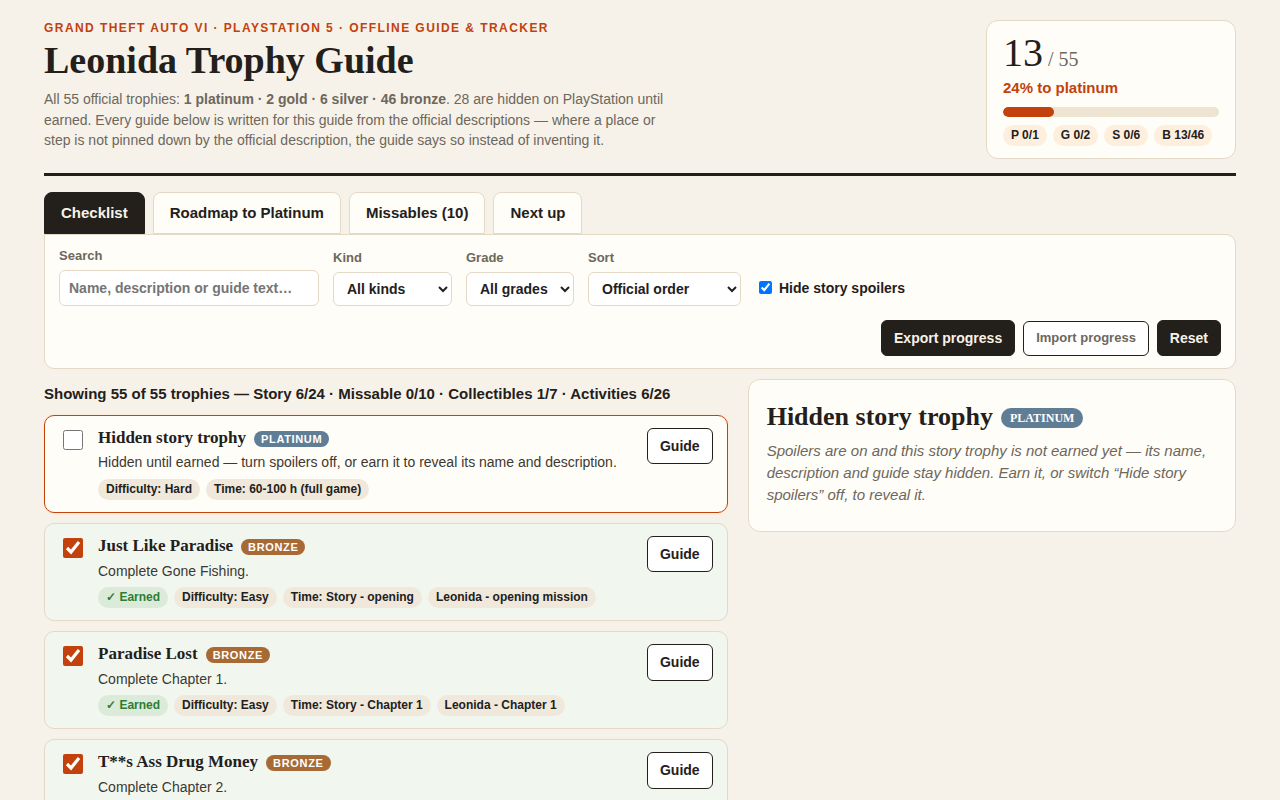 GRAND THEFT AUTO VI · PLAYSTATION 5 · OFFLINE GUIDE & TRACKER
Leonida Trophy Guide
All 55 official trophies: 1 platinum · 2 gold · 6 silver · 46 bronze. 28 are hidden on PlayStation until
earned. Every guide below is written for this guide from the official descriptions — where a place or
step is not pinned down by the official description, the guide says so instead of inventing it.
13 / 55
24% to platinum
P 0/1 G 0/2 S 0/6 B 13/46
Checklist Roadmap to Platinum Missables (10) Next up
Search Kind Grade Sort
Name, description or guide text… All kinds All grades Official order Hide story spoilers
Export progress Import progress Reset
Showing 55 of 55 trophies — Story 6/24 · Missable 0/10 · Collectibles 1/7 · Activities 6/26
Hidden story trophy PLATINUM
Hidden until earned — turn spoilers off, or earn it to reveal its name and description.
Difficulty: Hard Time: 60-100 h (full game)
Guide
Just Like Paradise BRONZE
Complete Gone Fishing.
✓ Earned Difficulty: Easy Time: Story - opening Leonida - opening mission
Guide
Paradise Lost BRONZE
Complete Chapter 1.
✓ Earned Difficulty: Easy Time: Story - Chapter 1 Leonida - Chapter 1
Guide
T**s Ass Drug Money BRONZE
Complete Chapter 2.
Guide
Hidden story trophy PLATINUM
Spoilers are on and this story trophy is not earned yet — its name,
description and guide stay hidden. Earn it, or switch “Hide story
spoilers” off, to reveal it.